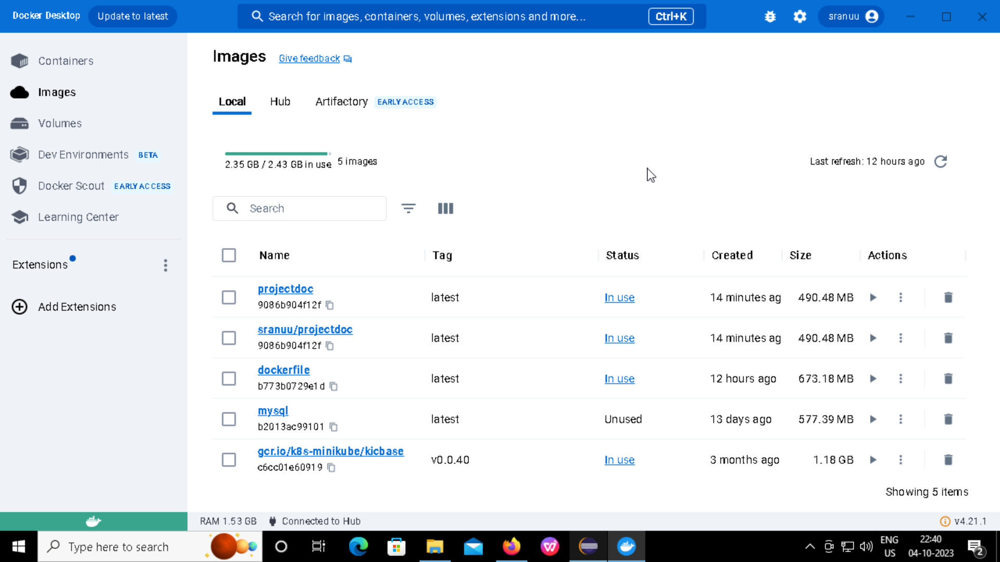 Docker Desktop
Update to latest
Search for images, containers, volumes, extensions and more...
Ctrl+K
sranuu
Containers
Images
Volumes
Dev Environments BETA
Docker Scout EARLY ACCESS
Learning Center
Extensions
Add Extensions
Images Give feedback
Local Hub Artifactory EARLY ACCESS
2.35 GB / 2.43 GB in use 5 images
Last refresh: 12 hours ago
Search
Name Tag Status Created Size Actions
projectdoc
9086b904f12f
latest In use 14 minutes ag 490.48 MB
sranuu/projectdoc
9086b904f12f
latest In use 14 minutes ag 490.48 MB
dockerfile
b773b0729e1d
latest In use 12 hours ago 673.18 MB
mysql
b2013ac99101
latest Unused 13 days ago 577.39 MB
gcr.io/k8s-minikube/kicbase
c6cc01e60919
v0.0.40 In use 3 months ago 1.18 GB
Showing 5 items
RAM 1.53 GB Connected to Hub
v4.21.1
Type here to search
ENG
US
22:40
04-10-2023
2